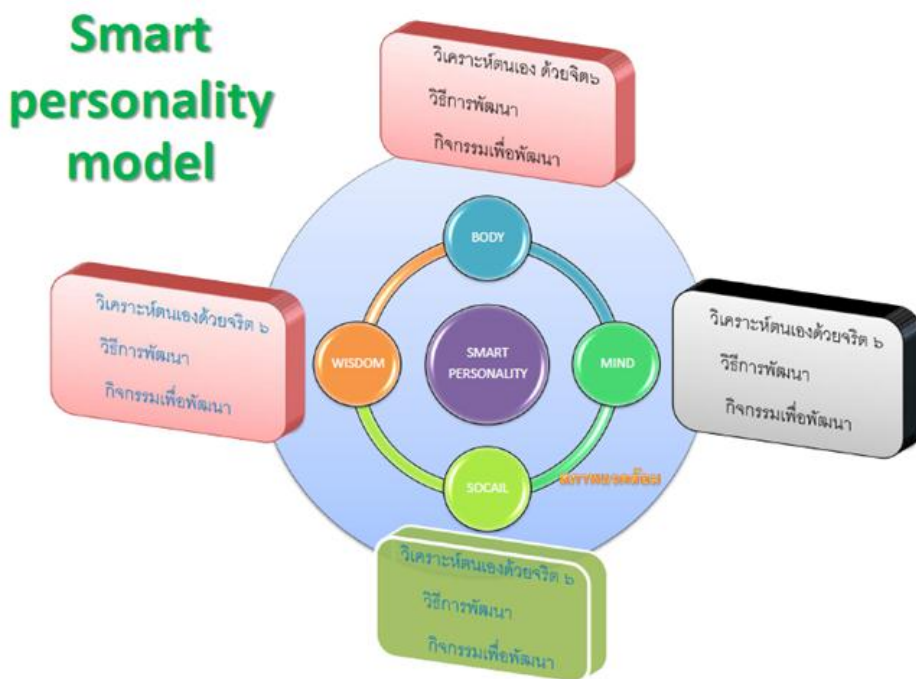 Smart
personality
model
วิเคราะห์ตนเอง ด้วยจิต๖
วิธีการพัฒนา
กิจกรรมเพื่อพัฒนา
BODY
วิเคราะห์ตนเองด้วยจริต ๖
วิธีการพัฒนา
กิจกรรมเพื่อพัฒนา
WISDOM
SMART
PERSONALITY
MIND
วิเคราะห์ตนเองด้วยจริต ๖
วิธีการพัฒนา
กิจกรรมเพื่อพัฒนา
SOCAIL
วิเคราะห์ตนเองด้วยจริต ๖
วิธีการพัฒนา
กิจกรรมเพื่อพัฒนา